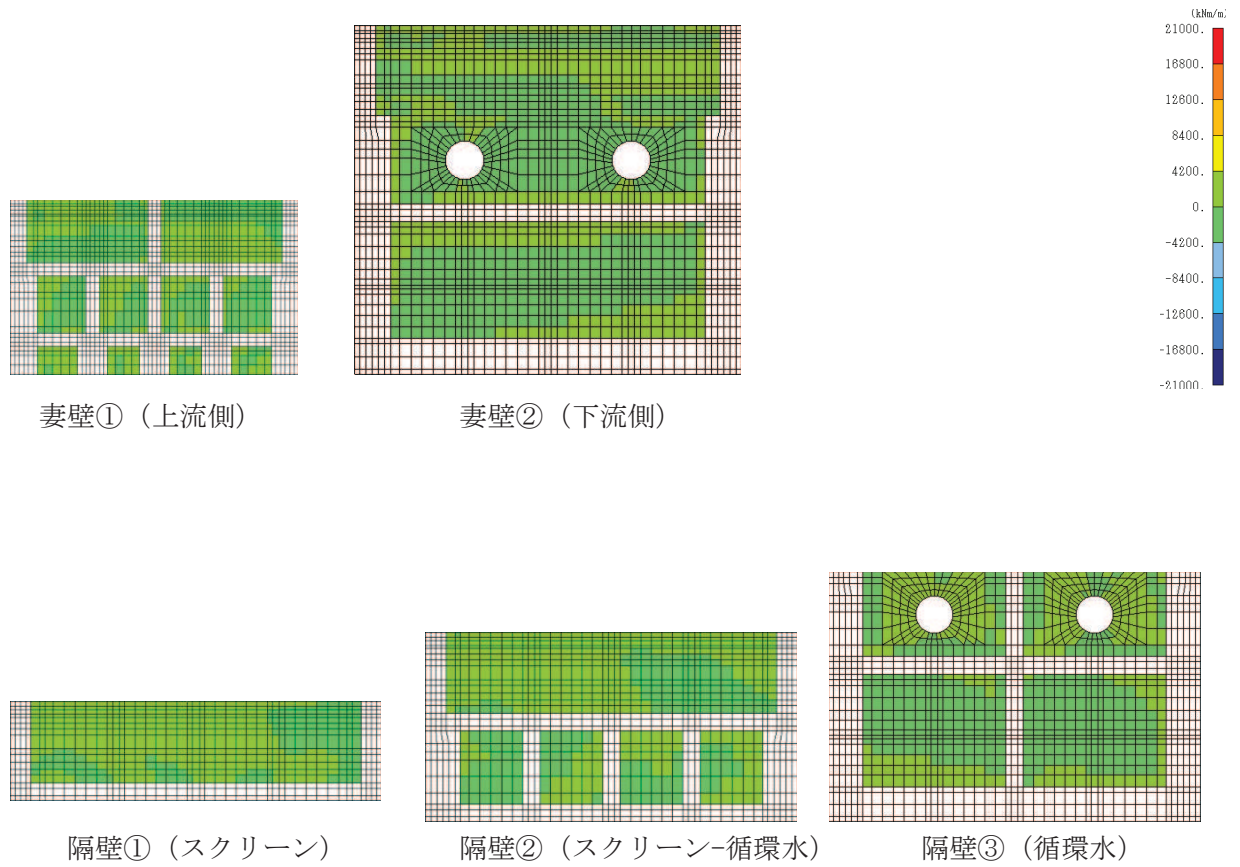 (kNm/m)
21000.
16800.
12600.
8400.
4200.
0.
-4200.
-8400.
-12600.
-16800.
-21000.
妻壁①（上流側）
妻壁②（下流側）
隔壁①（スクリーン）
隔壁②（スクリーン-循環水）
隔壁③（循環水）